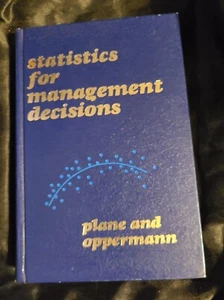 statistics
for
management
decisions
plane and
oppermann